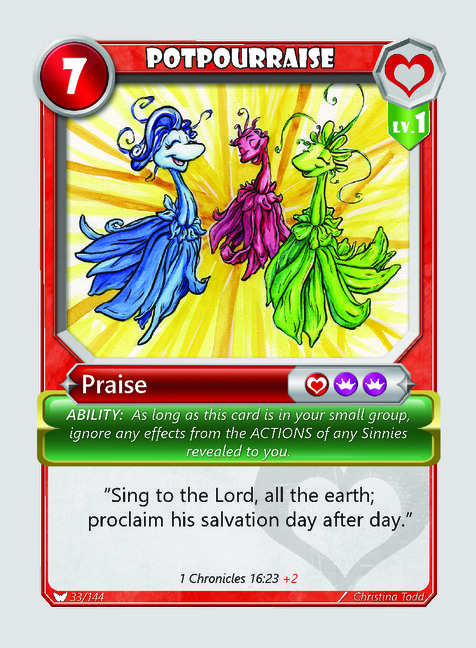 7
POTPOURRAISE
LV.1
Praise
ABILITY: As long as this card is in your small group,
ignore any effects from the ACTIONS of any Sinnies
revealed to you.
“Sing to the Lord, all the earth;
proclaim his salvation day after day.”
1 Chronicles 16:23 +2
33/144
Christina Todd